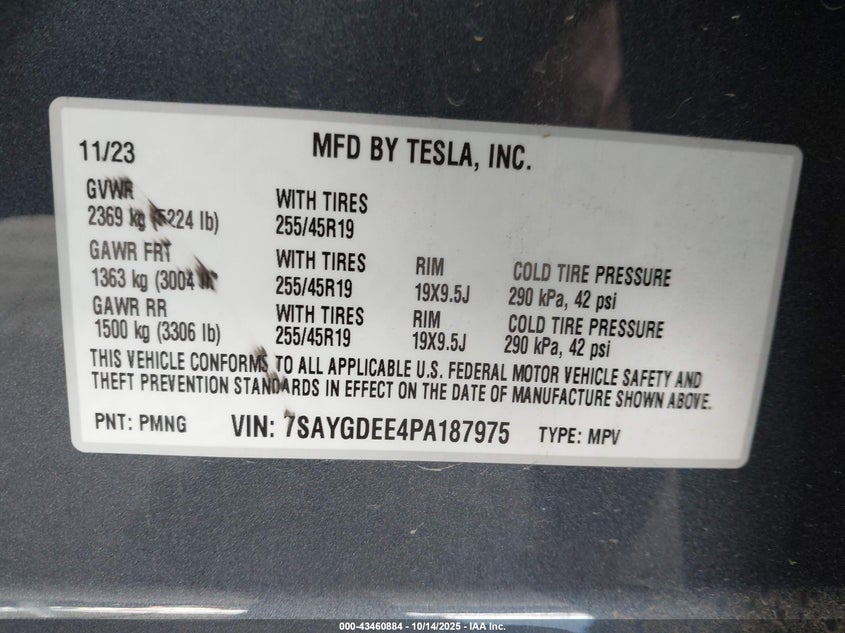 11/23 MFD BY TESLA, INC.
GVWR WITH TIRES
2369 kg (5224 lb) 255/45R19
GAWR FRT WITH TIRES RIM COLD TIRE PRESSURE
1363 kg (3004 lb) 255/45R19 19X9.5J 290 kPa, 42 psi
GAWR RR WITH TIRES RIM COLD TIRE PRESSURE
1500 kg (3306 lb) 255/45R19 19X9.5J 290 kPa, 42 psi
THIS VEHICLE CONFORMS TO ALL APPLICABLE U.S. FEDERAL MOTOR VEHICLE SAFETY AND
THEFT PREVENTION STANDARDS IN EFFECT ON THE DATE OF MANUFACTURE SHOWN ABOVE.
PNT: PMNG VIN: 7SAYGDEE4PA187975 TYPE: MPV
000-43460884 - 10/14/2025 - IAA Inc.